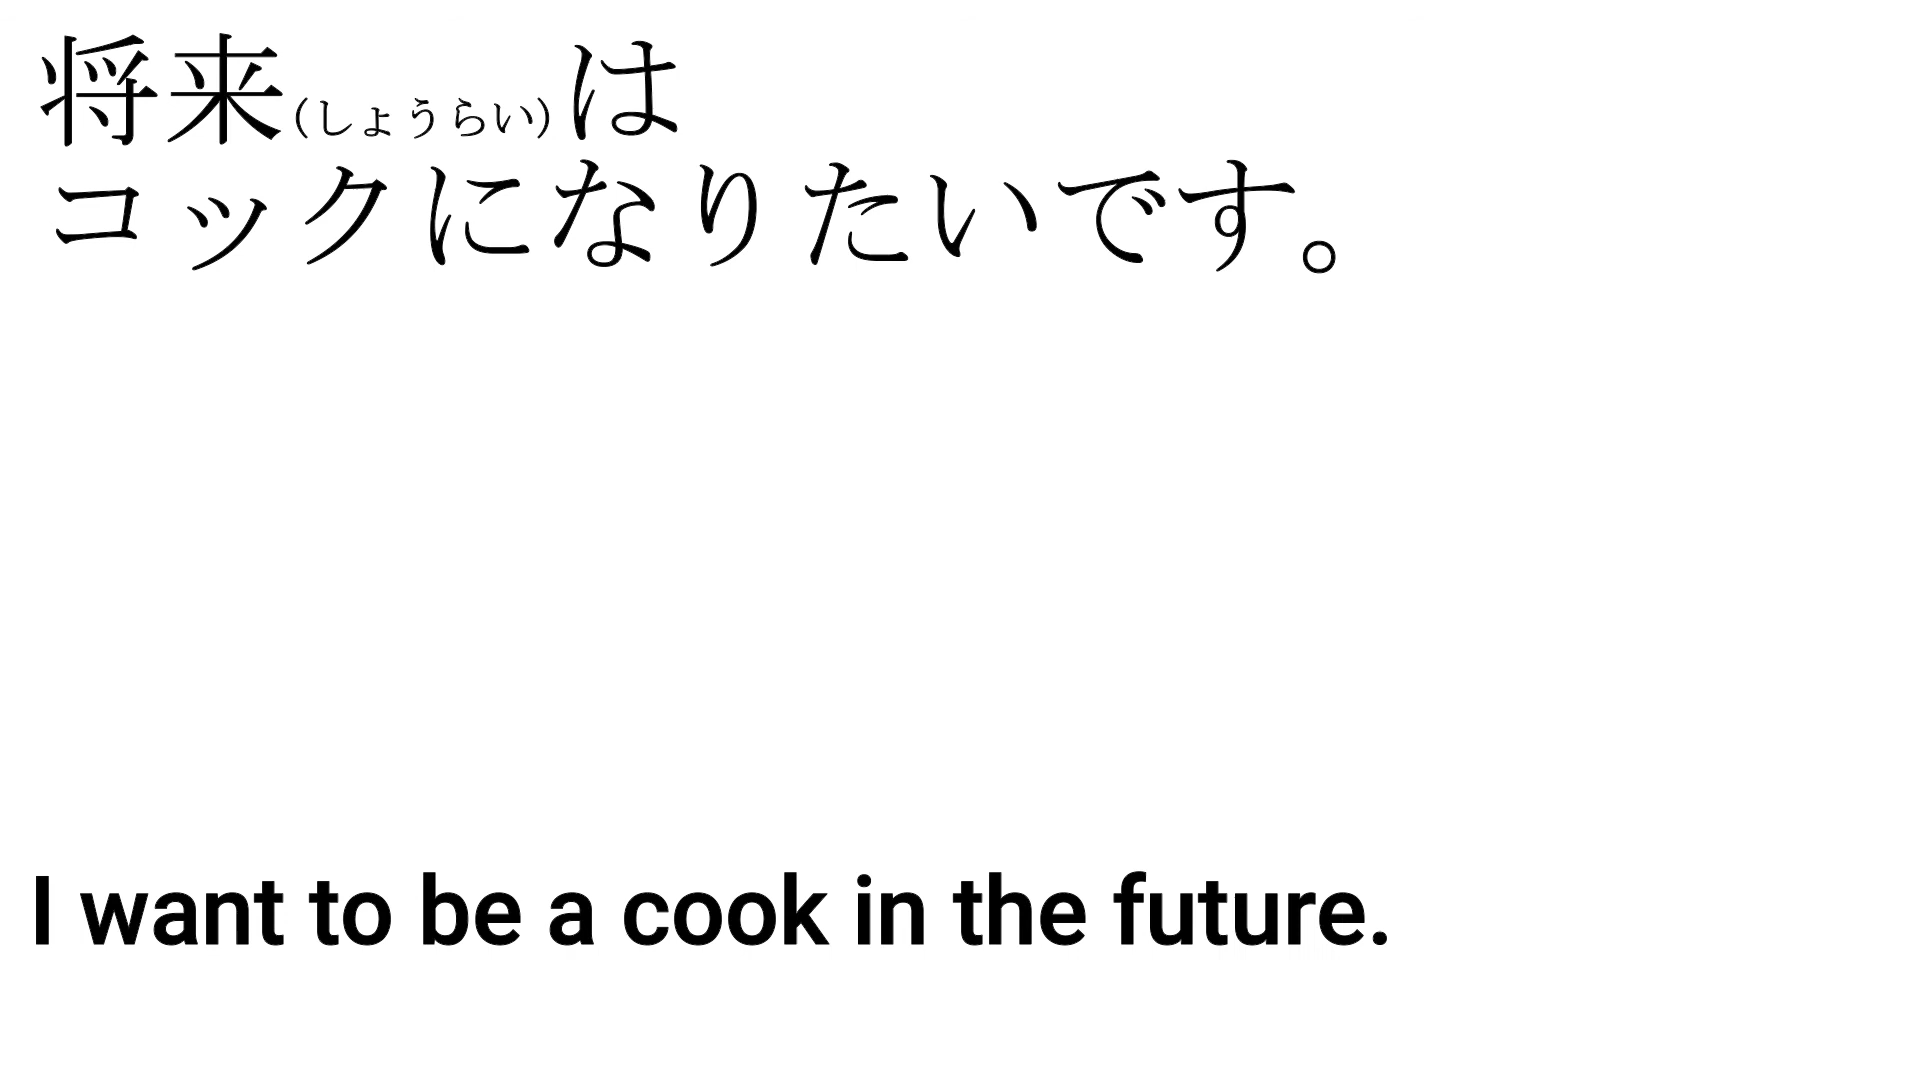 将来(しょうらい)は
コックになりたいです。
I want to be a cook in the future.